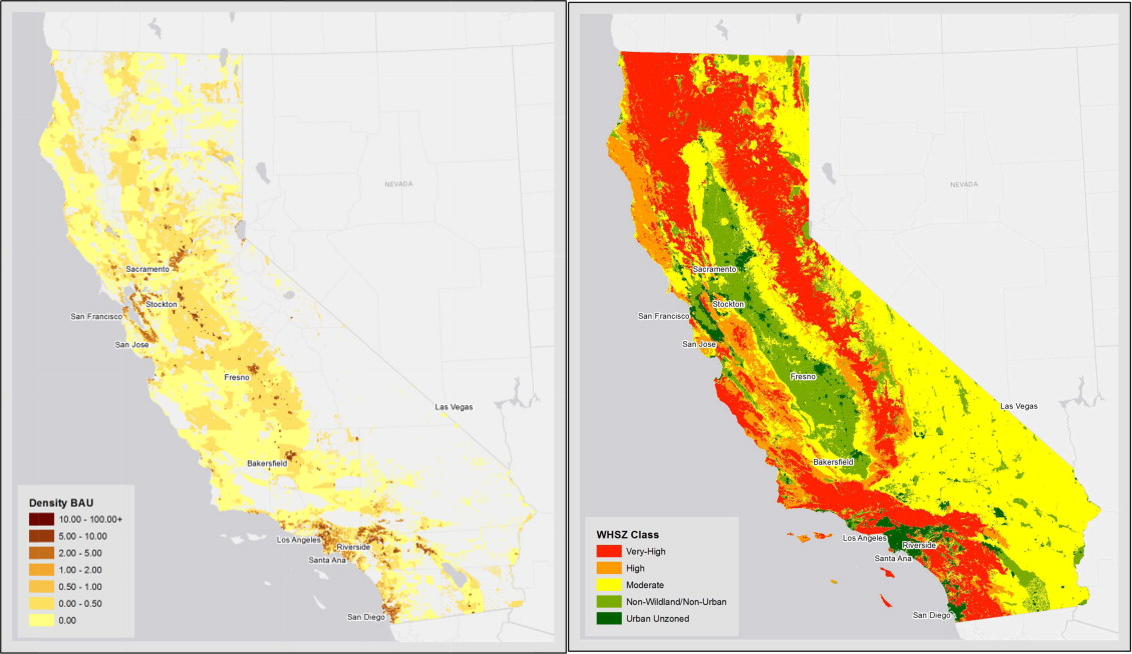 NEVADA
Sacramento
Stockton
San Francisco
San Jose
Fresno
Las Vegas
Bakersfield
Density BAU
10.00 - 100.00+
5.00 - 10.00
2.00 - 5.00
1.00 - 2.00
0.50 - 1.00
0.00 - 0.50
0.00
Los Angeles
Riverside
Santa Ana
San Diego
NEVADA
Sacramento
Stockton
San Francisco
San Jose
Fresno
Las Vegas
Bakersfield
WHSZ Class
Very-High
High
Moderate
Non-Wildland/Non-Urban
Urban Unzoned
Los Angeles
Riverside
Santa Ana
San Diego